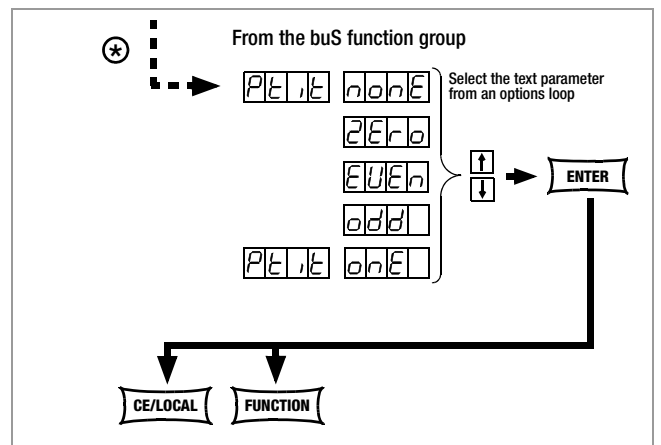 From the buS function group
Ptit nonE
Select the text parameter
from an options loop
2Ero
EUEn
odd
Ptit onE
ENTER
CE/LOCAL FUNCTION